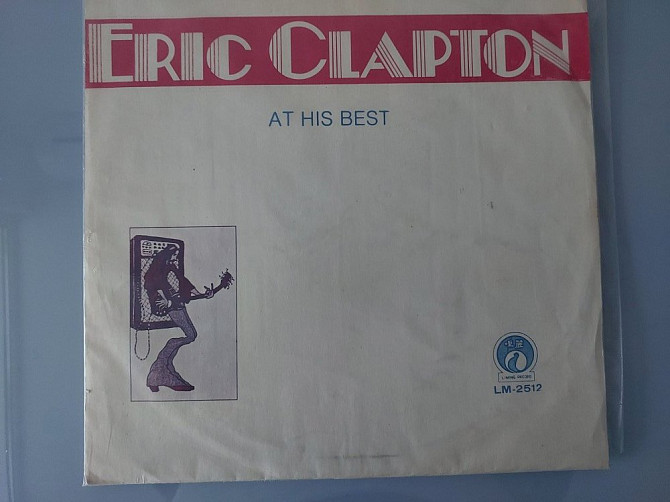 ERIC CLAPTON
AT HIS BEST
LM-2512